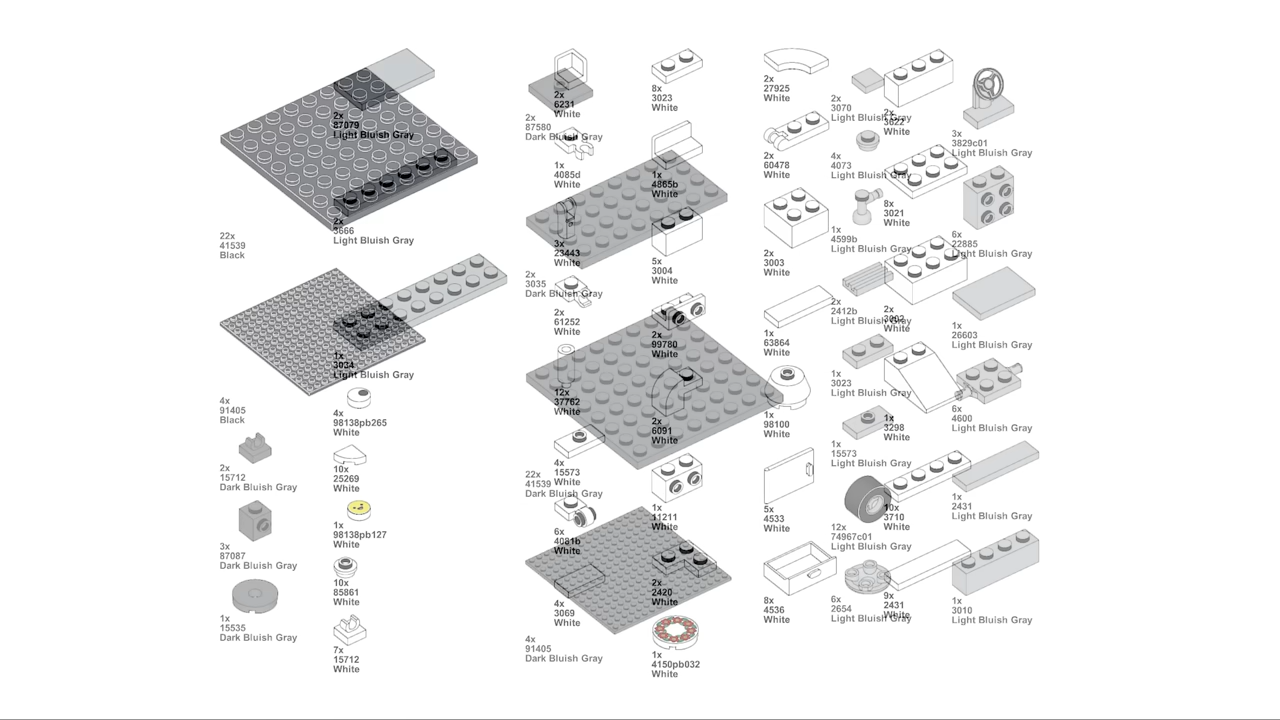 22x
41539
Black
4x
91405
Black
2x
15712
Dark Bluish Gray
3x
87087
Dark Bluish Gray
1x
15535
Dark Bluish Gray
2x
87079
Light Bluish Gray
2x
3666
Light Bluish Gray
1x
3034
Light Bluish Gray
4x
98138pb265
White
10x
25269
White
1x
98138pb127
White
10x
85861
White
7x
15712
White
2x
87580
Dark Bluish Gray
2x
3035
Dark Bluish Gray
22x
41539
Dark Bluish Gray
4x
91405
Dark Bluish Gray
2x
6231
White
1x
4085d
White
3x
23443
White
2x
61252
White
12x
37762
White
4x
15573
White
6x
4081b
White
4x
3069
White
8x
3023
White
1x
4865b
White
5x
3004
White
2x
99780
White
2x
6091
White
1x
11211
White
2x
2420
White
1x
4150pb032
White
2x
27925
White
2x
60478
White
2x
3003
White
1x
63864
White
1x
98100
White
5x
4533
White
8x
4536
White
2x
3070
Light Bluish Gray
4x
4073
Light Bluish Gray
1x
4599b
Light Bluish Gray
2x
2412b
Light Bluish Gray
1x
3023
Light Bluish Gray
1x
15573
Light Bluish Gray
12x
74967c01
Light Bluish Gray
6x
2654
Light Bluish Gray
2x
3622
White
8x
3021
White
2x
3002
White
1x
3298
White
10x
3710
White
9x
2431
White
3x
3829c01
Light Bluish Gray
6x
22885
Light Bluish Gray
1x
26603
Light Bluish Gray
6x
4600
Light Bluish Gray
1x
2431
Light Bluish Gray
1x
3010
Light Bluish Gray